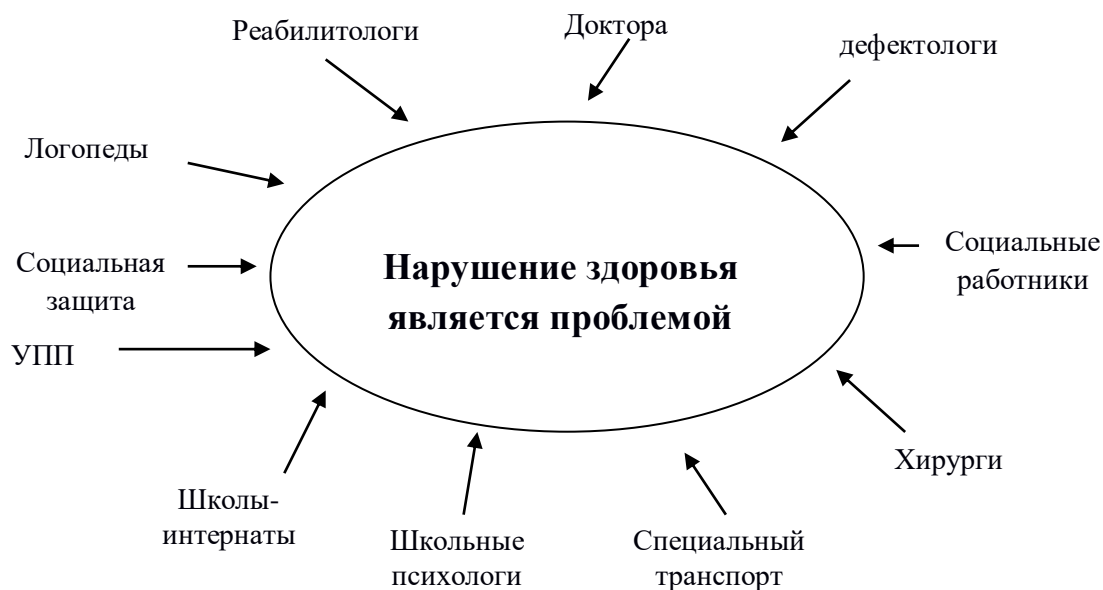 Реабилитологи
Доктора
дефектологи
Логопеды
Социальная
защита
Нарушение здоровья
является проблемой
Социальные
работники
УПП
Хирурги
Школы-
интернаты
Школьные
психологи
Специальный
транспорт